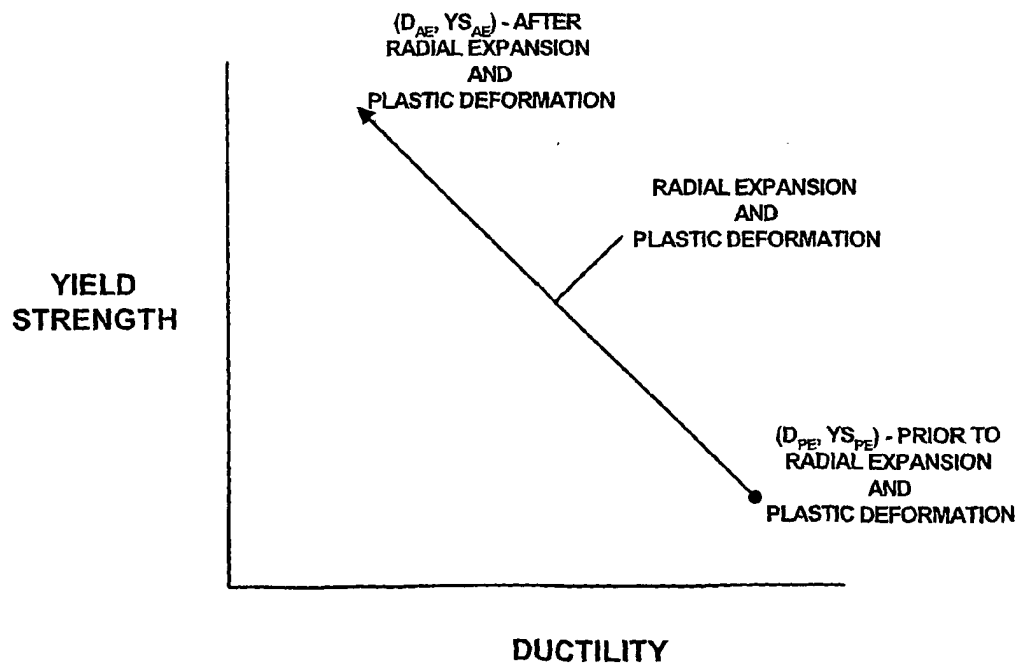 (D_AE, YS_AE) - AFTER
RADIAL EXPANSION
AND
PLASTIC DEFORMATION
RADIAL EXPANSION
AND
PLASTIC DEFORMATION
YIELD
STRENGTH
(D_PE, YS_PE) - PRIOR TO
RADIAL EXPANSION
AND
PLASTIC DEFORMATION
DUCTILITY